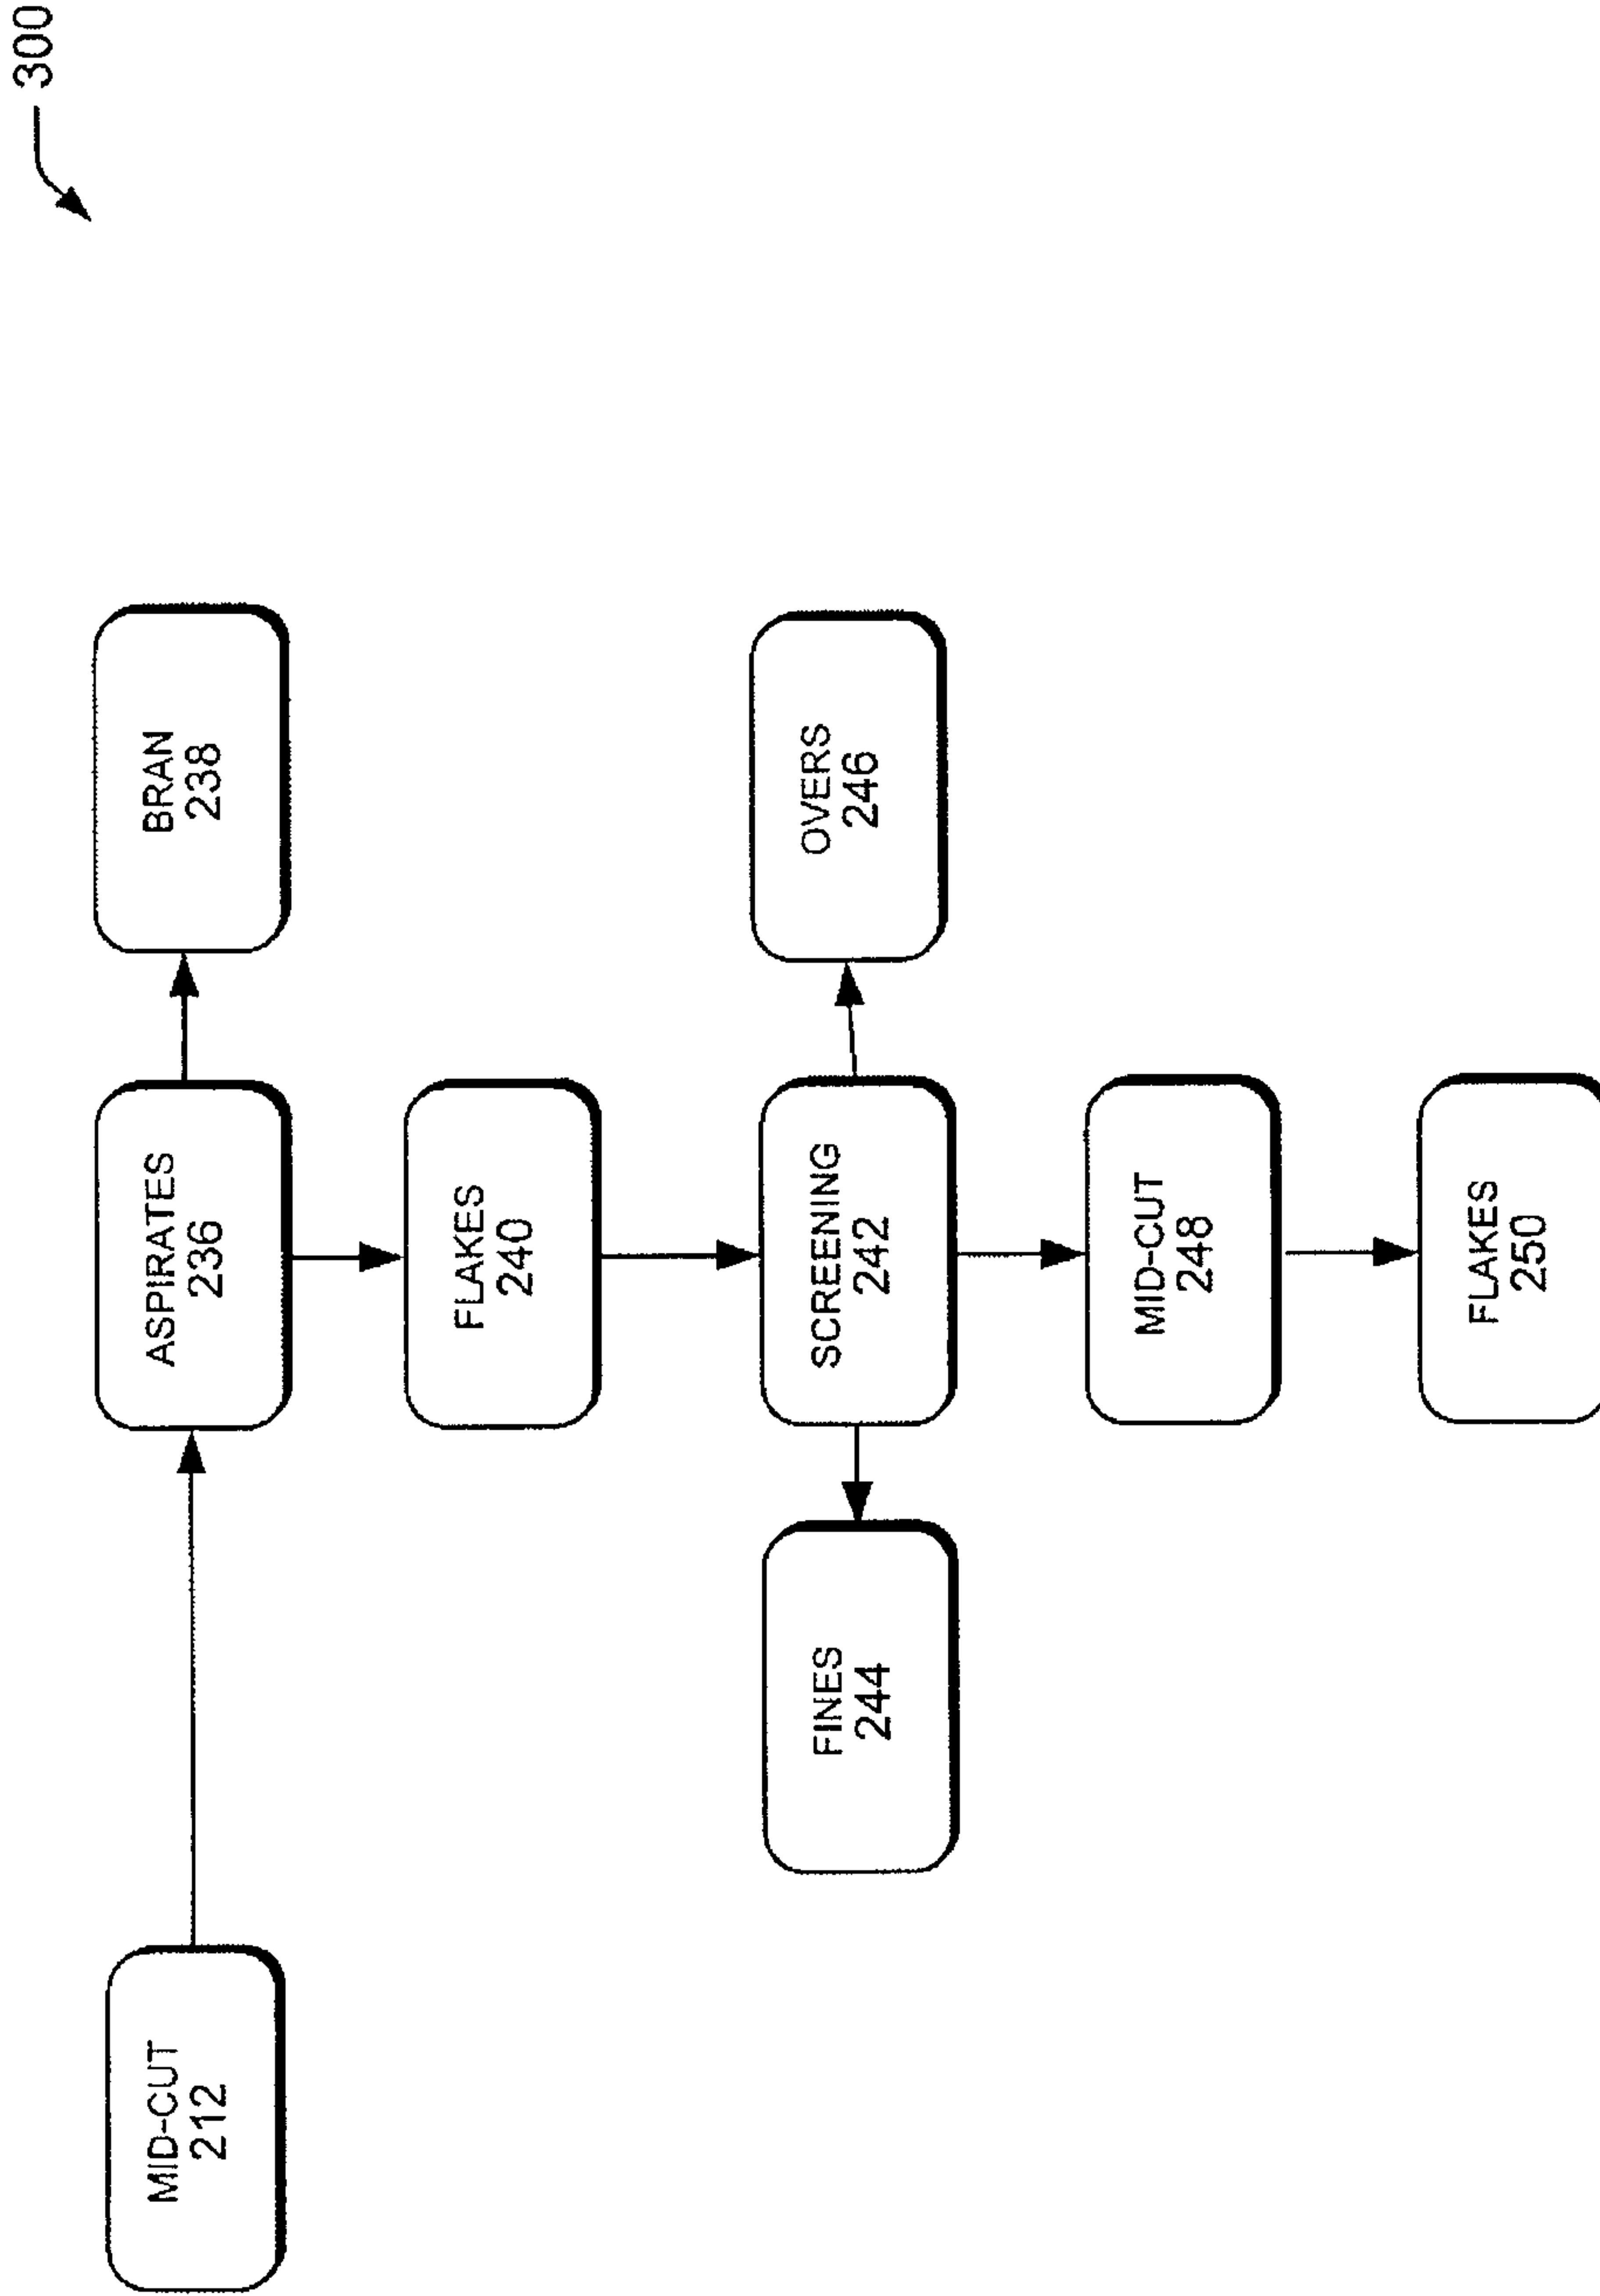 300
MID-CUT
212
ASPIRATES
236
BRAN
238
FLAKES
240
FINES
244
SCREENING
242
OVERS
246
MID-CUT
248
FLAKES
250